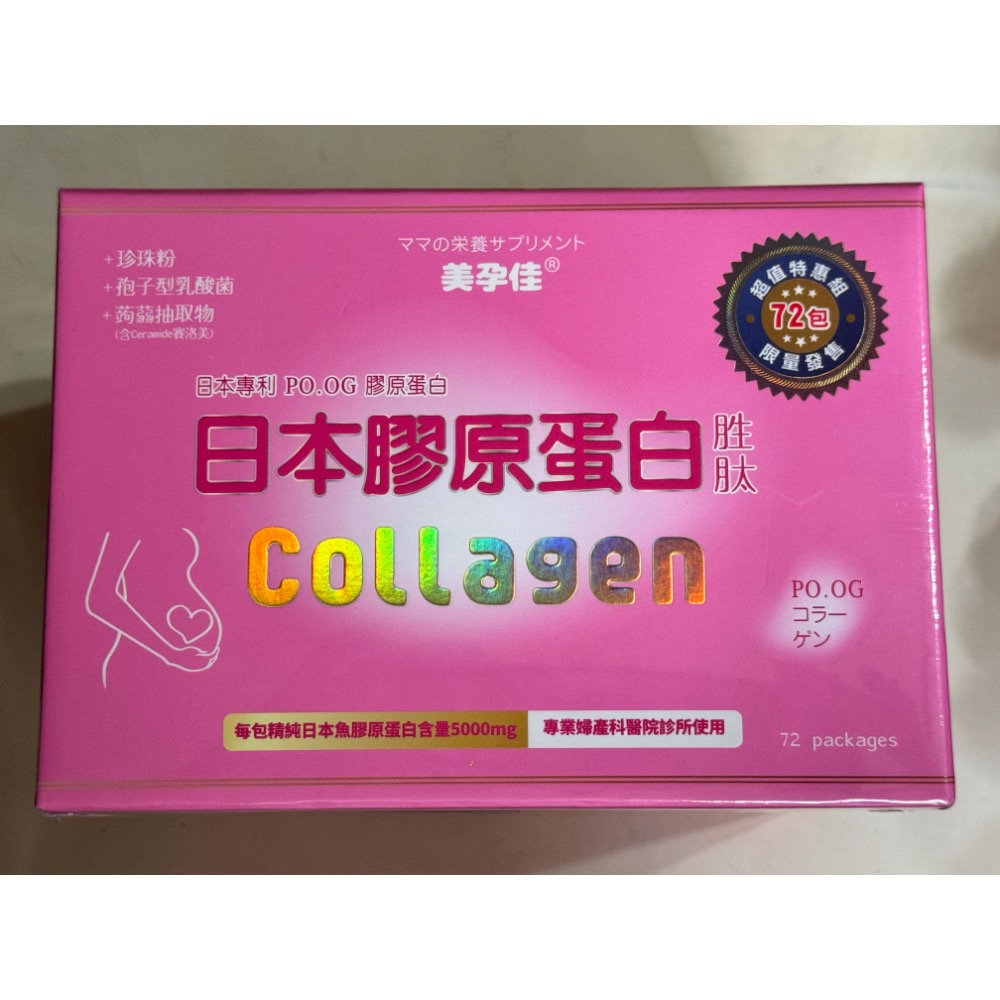 ママの栄養サプリメント
美孕佳®
+珍珠粉
+孢子型乳酸菌
+蒟蒻抽取物
(含Ceramide賽洛美)
超值特惠組
72包
限量發售
日本專利 PO.OG 膠原蛋白
日本膠原蛋白胜肽
Collagen
PO.OG
コラー
ゲン
每包精純日本魚膠原蛋白含量5000mg
專業婦產科醫院診所使用
72 packages